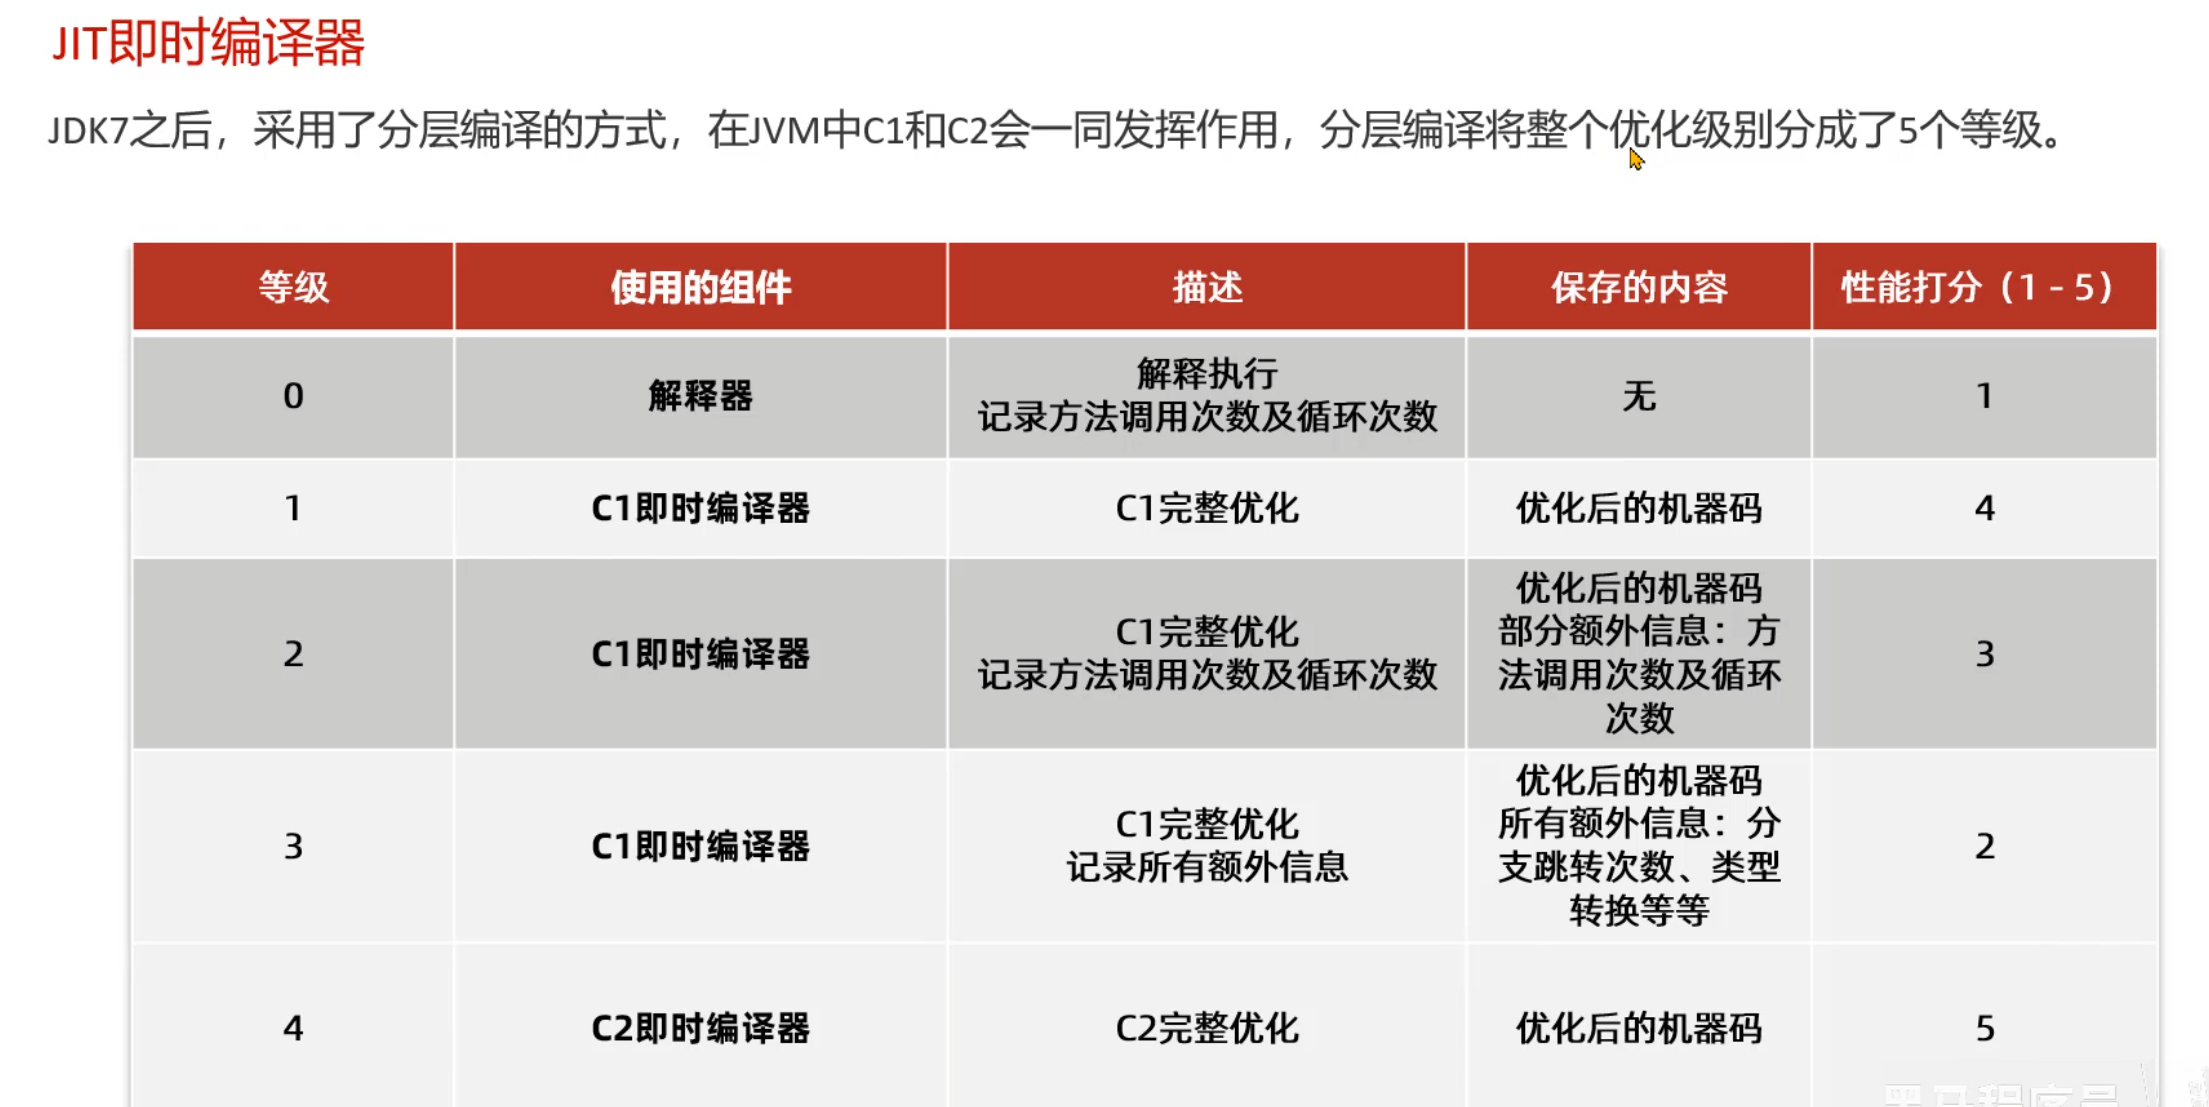 JIT即时编译器
JDK7之后，采用了分层编译的方式，在JVM中C1和C2会一同发挥作用，分层编译将整个优化级别分成了5个等级。
等级 使用的组件 描述 保存的内容 性能打分（1 - 5）
0 解释器 解释执行 无 1
记录方法调用次数及循环次数
1 C1即时编译器 C1完整优化 优化后的机器码 4
2 C1即时编译器 C1完整优化
记录方法调用次数及循环次数
优化后的机器码
部分额外信息：方
法调用次数及循环
次数
3
3 C1即时编译器 C1完整优化
记录所有额外信息
优化后的机器码
所有额外信息：分
支跳转次数、类型
转换等等
2
4 C2即时编译器 C2完整优化 优化后的机器码 5